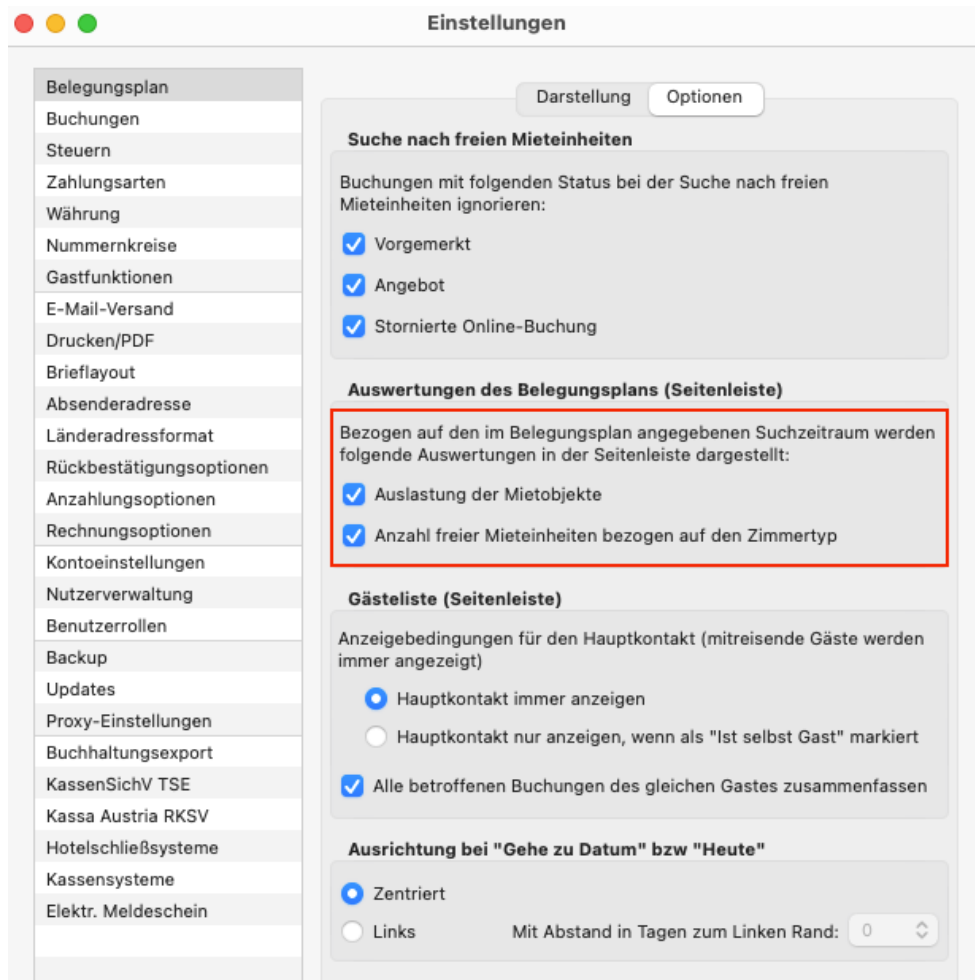 Einstellungen
Belegungsplan
Buchungen
Steuern
Zahlungsarten
Währung
Nummernkreise
Gastfunktionen
E-Mail-Versand
Drucken/PDF
Brieflayout
Absenderadresse
Länderadressformat
Rückbestätigungsoptionen
Anzahlungsoptionen
Rechnungsoptionen
Kontoeinstellungen
Nutzerverwaltung
Benutzerrollen
Backup
Updates
Proxy-Einstellungen
Buchhaltungsexport
KassenSichV TSE
Kassa Austria RKSV
Hotelschließsysteme
Kassensysteme
Elektr. Meldeschein
Darstellung
Optionen
Suche nach freien Mieteinheiten
Buchungen mit folgenden Status bei der Suche nach freien
Mieteinheiten ignorieren:
Vorgemerkt
Angebot
Stornierte Online-Buchung
Auswertungen des Belegungsplans (Seitenleiste)
Bezogen auf den im Belegungsplan angegebenen Suchzeitraum werden
folgende Auswertungen in der Seitenleiste dargestellt:
Auslastung der Mietobjekte
Anzahl freier Mieteinheiten bezogen auf den Zimmertyp
Gästeliste (Seitenleiste)
Anzeigebedingungen für den Hauptkontakt (mitreisende Gäste werden
immer angezeigt)
Hauptkontakt immer anzeigen
Hauptkontakt nur anzeigen, wenn als "Ist selbst Gast" markiert
Alle betroffenen Buchungen des gleichen Gastes zusammenfassen
Ausrichtung bei "Gehe zu Datum" bzw "Heute"
Zentriert
Links
Mit Abstand in Tagen zum Linken Rand: 0